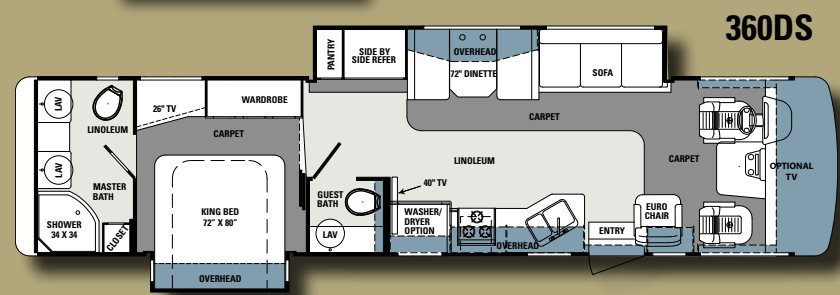 360DS
PANTRY
SIDE BY
SIDE REFER
OVERHEAD
72" DINETTE
SOFA
LAV
LINOLEUM
26" TV
WARDROBE
CARPET
CARPET
LINOLEUM
CARPET
OPTIONAL
TV
LAV
MASTER
BATH
KING BED
72" X 80"
GUEST
BATH
40" TV
SHOWER
34 X 34
CLOSET
LAV
WASHER/
DRYER
OPTION
EURO
CHAIR
ENTRY
OVERHEAD
OVERHEAD